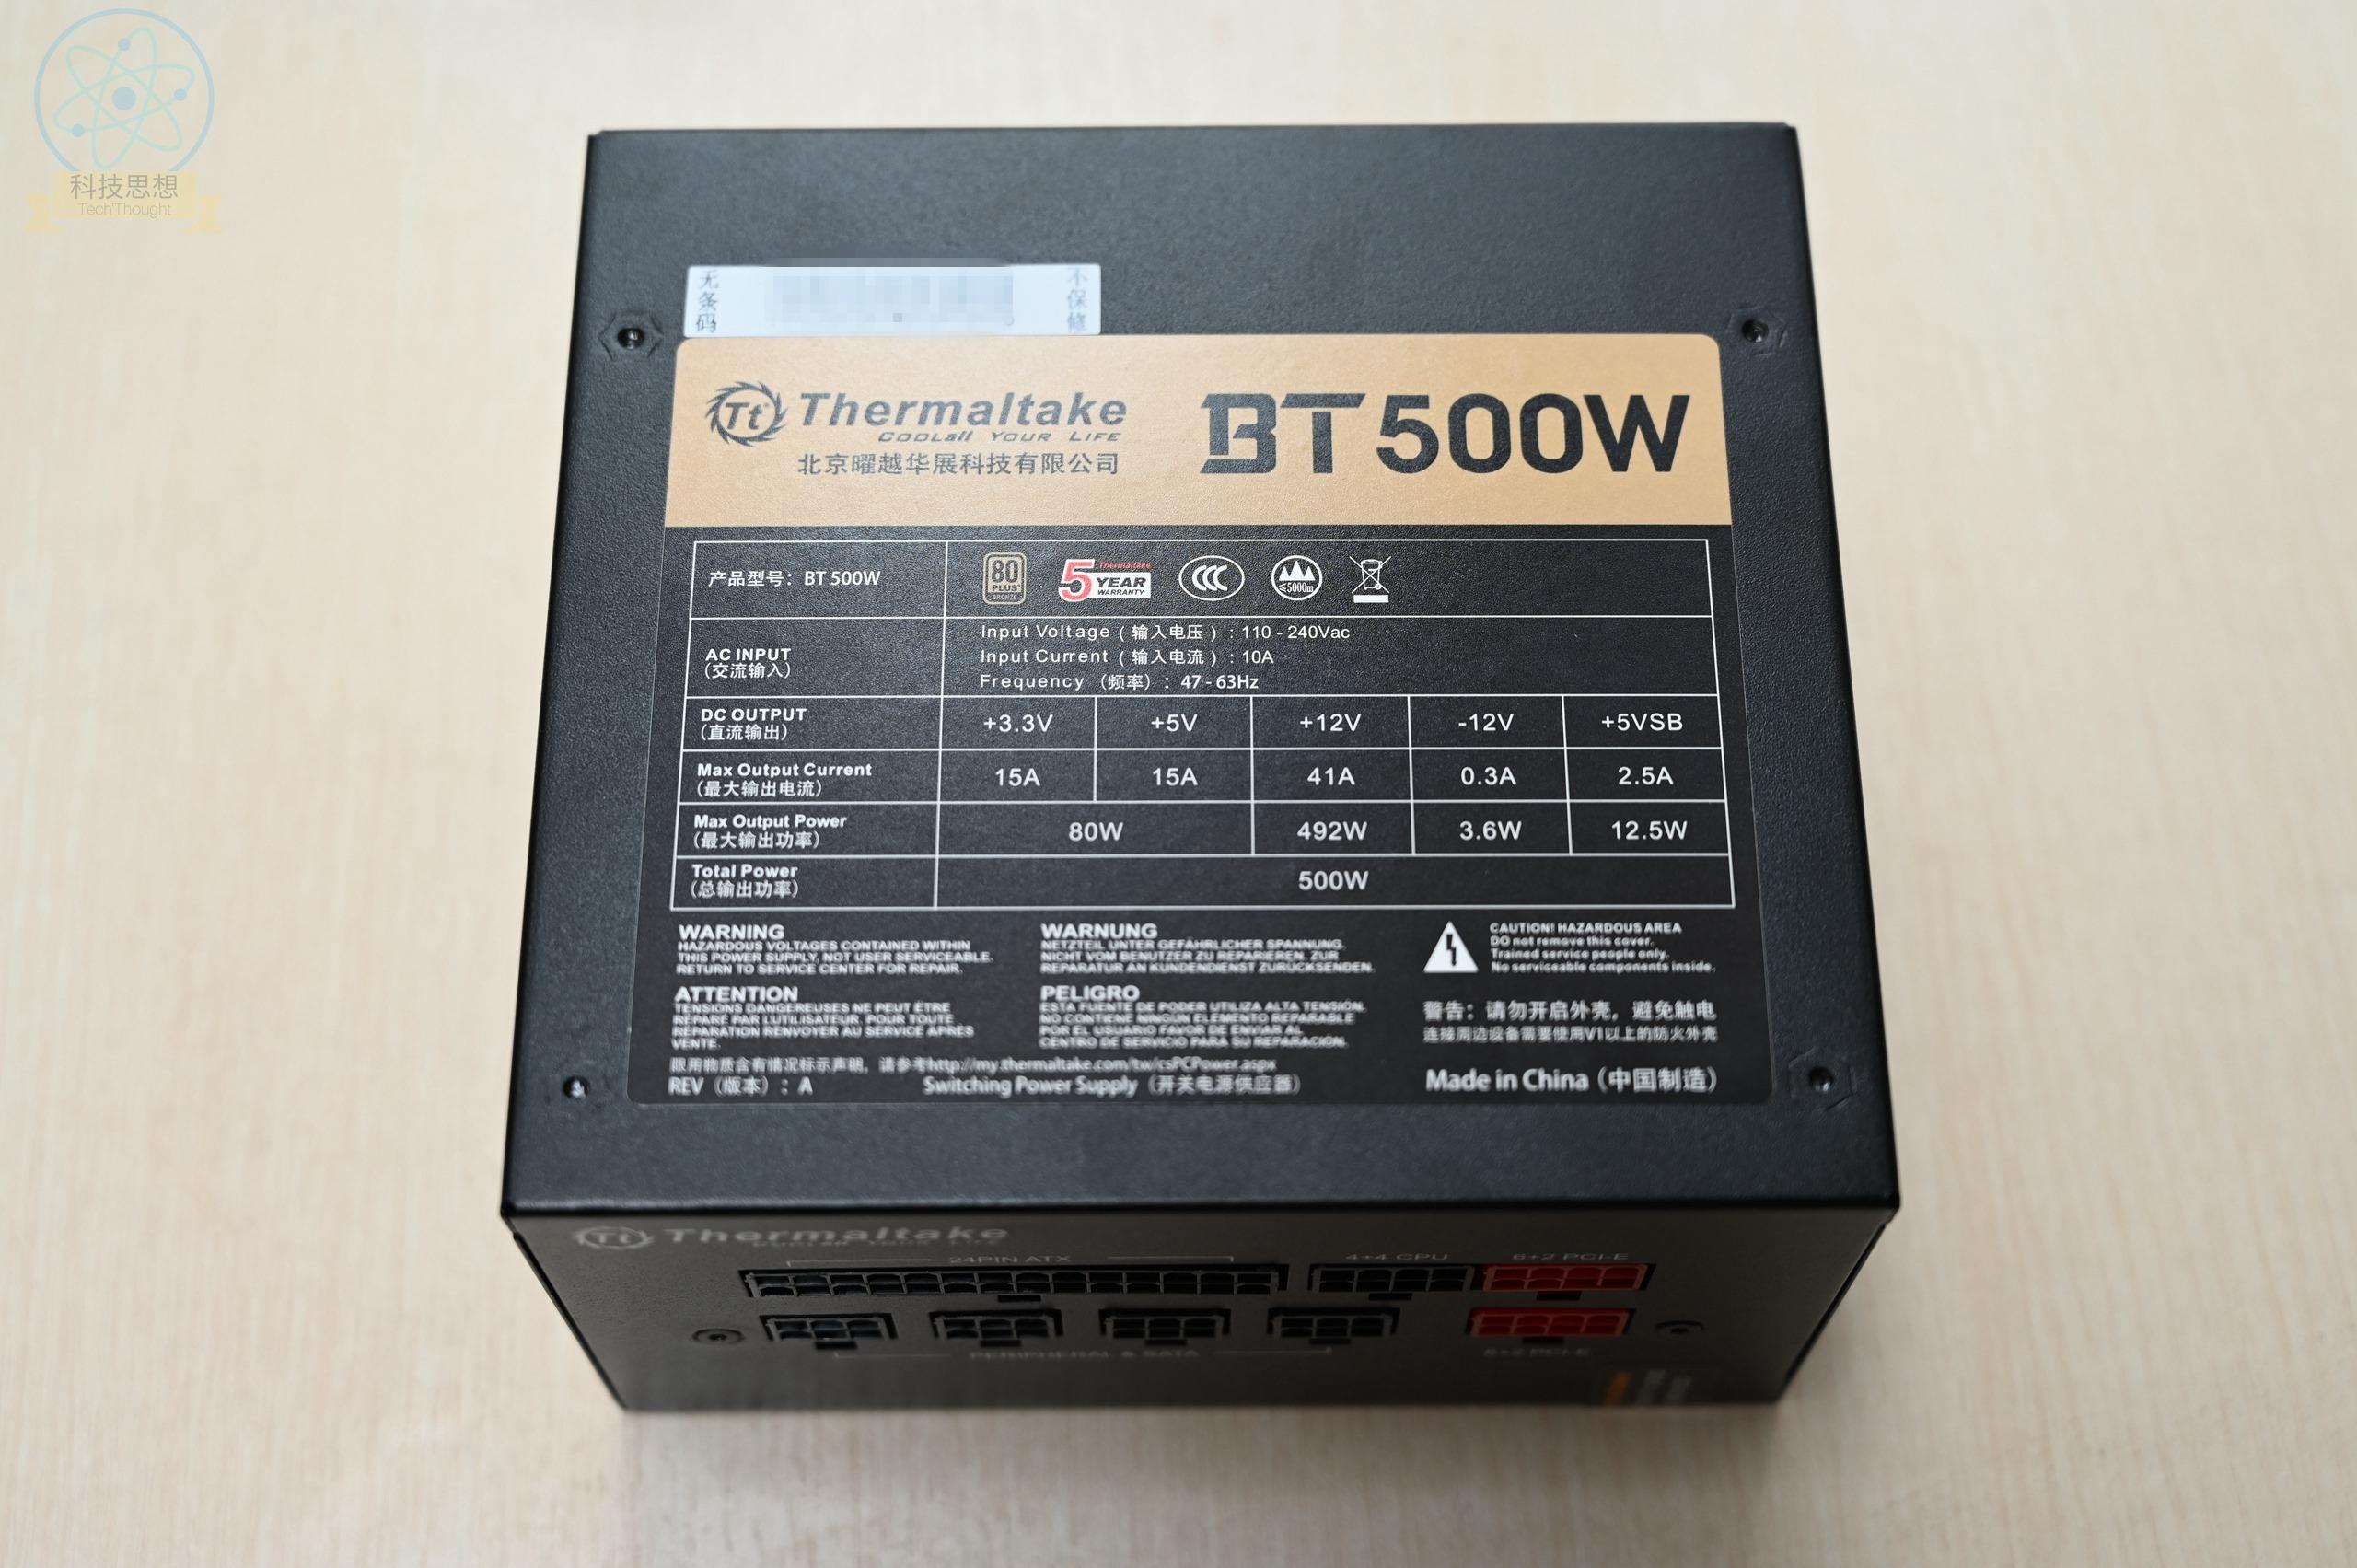 科技思想
Tech'Thought
无条码
不保修
Tt Thermaltake
COOLall YOUR LIFE
北京曜越华展科技有限公司
BT 500W
产品型号：BT 500W
80 PLUS BRONZE
Thermaltake 5 YEAR WARRANTY
CCC
≤5000m
AC INPUT
（交流输入）
Input Voltage（输入电压）: 110 - 240Vac
Input Current（输入电流）: 10A
Frequency （频率）: 47 - 63Hz
DC OUTPUT
（直流输出）
+3.3V +5V +12V -12V +5VSB
Max Output Current
（最大输出电流）
15A 15A 41A 0.3A 2.5A
Max Output Power
（最大输出功率）
80W 492W 3.6W 12.5W
Total Power
（总输出功率）
500W
WARNING
HAZARDOUS VOLTAGES CONTAINED WITHIN
THIS POWER SUPPLY, NOT USER SERVICEABLE.
RETURN TO SERVICE CENTER FOR REPAIR.
WARNUNG
NETZTEIL UNTER GEFÄHRLICHER SPANNUNG.
NICHT VOM BENUTZER ZU REPARIEREN. ZUR
REPARATUR AN KUNDENDIENST ZURÜCKSENDEN.
CAUTION! HAZARDOUS AREA
DO not remove this cover.
Trained service people only.
No serviceable components inside.
ATTENTION
TENSIONS DANGEREUSES NE PEUT ÊTRE
RÉPARÉ PAR L'UTILISATEUR. POUR TOUTE
RÉPARATION RENVOYER AU SERVICE APRÈS
VENTE.
PELIGRO
ESTA FUENTE DE PODER UTILIZA ALTA TENSIÓN.
NO CONTIENE NINGÚN ELEMENTO REPARABLE
POR EL USUARIO FAVOR DE ENVIAR AL
CENTRO DE SERVICIO PARA SU REPARACIÓN.
警告：请勿开启外壳，避免触电
连接周边设备需要使用V1以上的防火外壳
限用物质含有情况标示声明，请参考http://my.thermaltake.com/tw/csPCPower.aspx
REV（版本）: A
Switching Power Supply（开关电源供应器）
Made in China（中国制造）
Tt Thermaltake
24PIN ATX
4+4 CPU
6+2 PCI-E
PERIPHERAL & SATA
6+2 PCI-E